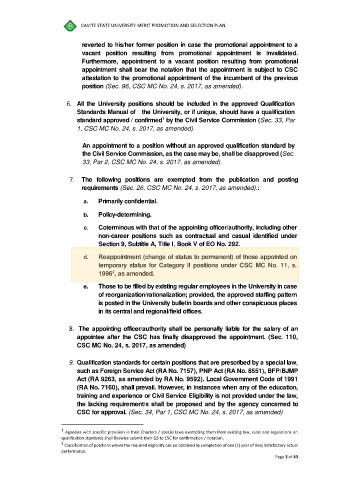 CAVITE STATE UNIVERSITY MERIT PROMOTION AND SELECTION PLAN
reverted to his/her former position in case the promotional appointment to a
vacant position resulting from promotional appointment is invalidated.
Furthermore, appointment to a vacant position resulting from promotional
appointment shall bear the notation that the appointment is subject to CSC
attestation to the promotional appointment of the incumbent of the previous
position (Sec. 96, CSC MC No. 24, s. 2017, as amended).
6. All the University positions should be included in the approved Qualification
Standards Manual of the University, or if unique, should have a qualification
standard approved / confirmed¹ by the Civil Service Commission (Sec. 33, Par
1, CSC MC No. 24, s. 2017, as amended).
An appointment to a position without an approved qualification standard by
the Civil Service Commission, as the case may be, shall be disapproved (Sec.
33, Par 2, CSC MC No. 24, s. 2017, as amended).
7. The following positions are exempted from the publication and posting
requirements (Sec. 26, CSC MC No. 24, s. 2017, as amended).:
a. Primarily confidential.
b. Policy-determining.
c. Coterminous with that of the appointing officer/authority, including other
non-career positions such as contractual and casual identified under
Section 9, Subtitle A, Title I, Book V of EO No. 292.
d. Reappointment (change of status to permanent) of those appointed on
temporary status for Category II positions under CSC MC No. 11, s.
1996², as amended.
e. Those to be filled by existing regular employees in the University in case
of reorganization/rationalization; provided, the approved staffing pattern
is posted in the University bulletin boards and other conspicuous places
in its central and regional/field offices.
8. The appointing officer/authority shall be personally liable for the salary of an
appointee after the CSC has finally disapproved the appointment. (Sec. 110,
CSC MC No. 24, s. 2017, as amended)
9. Qualification standards for certain positions that are prescribed by a special law,
such as Foreign Service Act (RA No. 7157), PNP Act (RA No. 8551), BFP/BJMP
Act (RA 9263, as amended by RA No. 9592). Local Government Code of 1991
(RA No. 7160), shall prevail. However, in instances when any of the education,
training and experience or Civil Service Eligibility is not provided under the law,
the lacking requirement/s shall be proposed and by the agency concerned to
CSC for approval. (Sec. 34, Par 1, CSC MC No. 24, s. 2017, as amended)
¹ Agencies with specific provision in their Charters / special laws exempting them from existing law, rules and regulations on
qualification standards shall likewise submit their QS to CSC for confirmation / notation.
² Classification of positions where the required eligibility can be obtained by completion of one (1) year of Very Satisfactory actual
performance.
Page 3 of 43